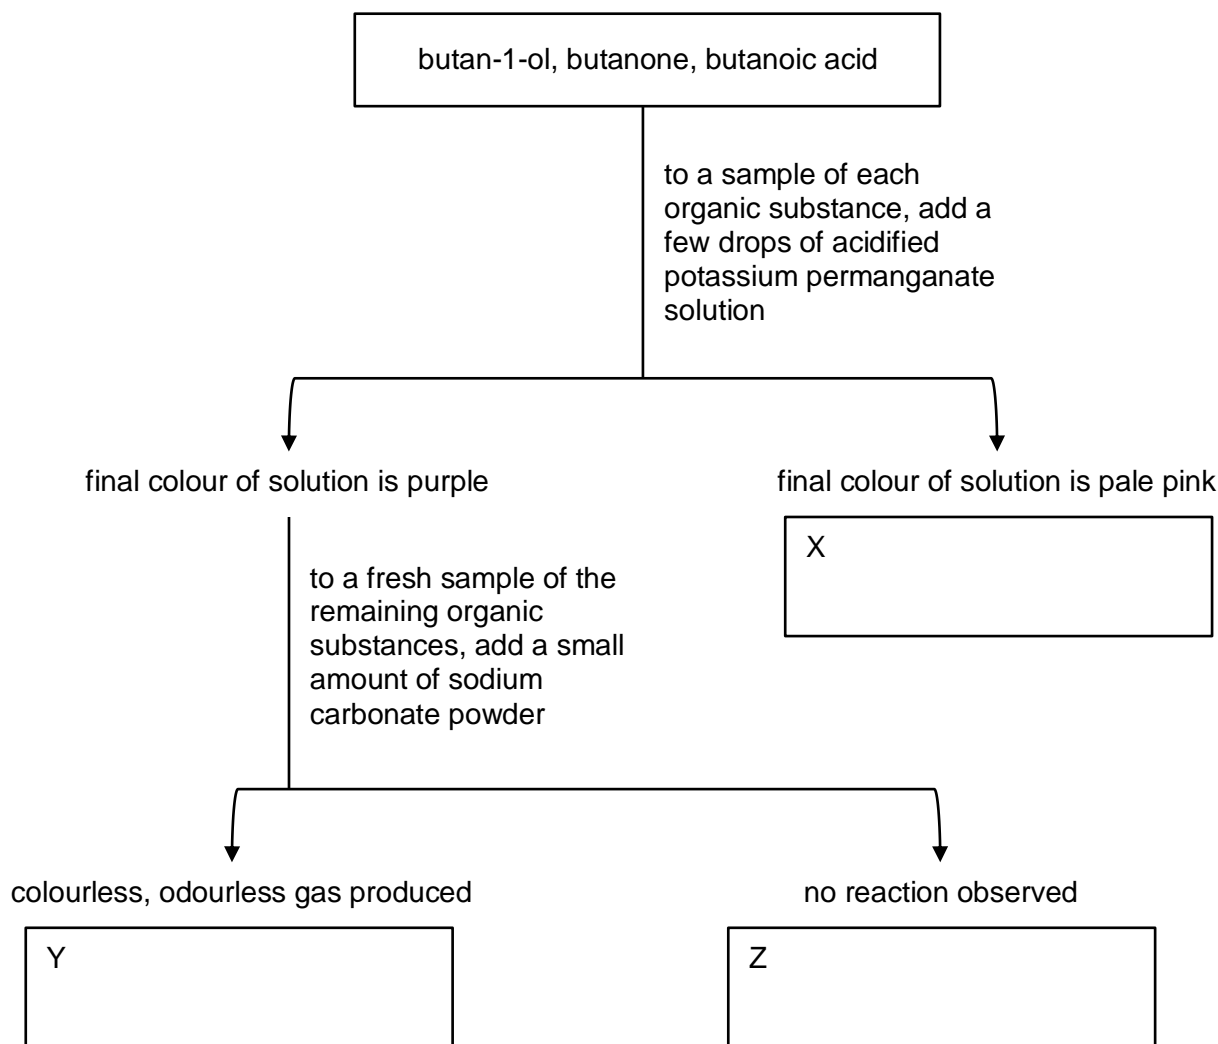 butan-1-ol, butanone, butanoic acid
to a sample of each
organic substance, add a
few drops of acidified
potassium permanganate
solution
final colour of solution is purple
final colour of solution is pale pink
X
to a fresh sample of the
remaining organic
substances, add a small
amount of sodium
carbonate powder
colourless, odourless gas produced
no reaction observed
Y
Z